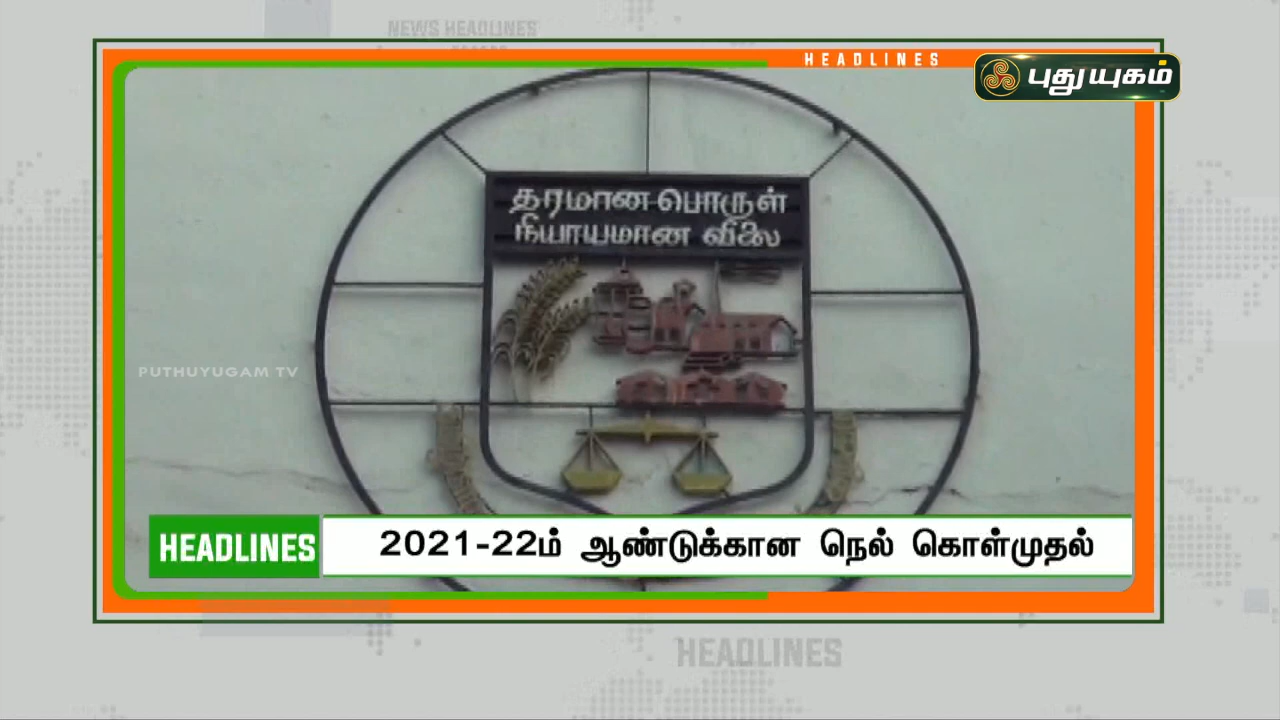 NEWS HEADLINES
HEADLINES
புதுயுகம்
தரமான பொருள்
நியாயமான விலை
PUTHUYUGAM TV
HEADLINES
2021-22ம் ஆண்டுக்கான நெல் கொள்முதல்
HEADLINES